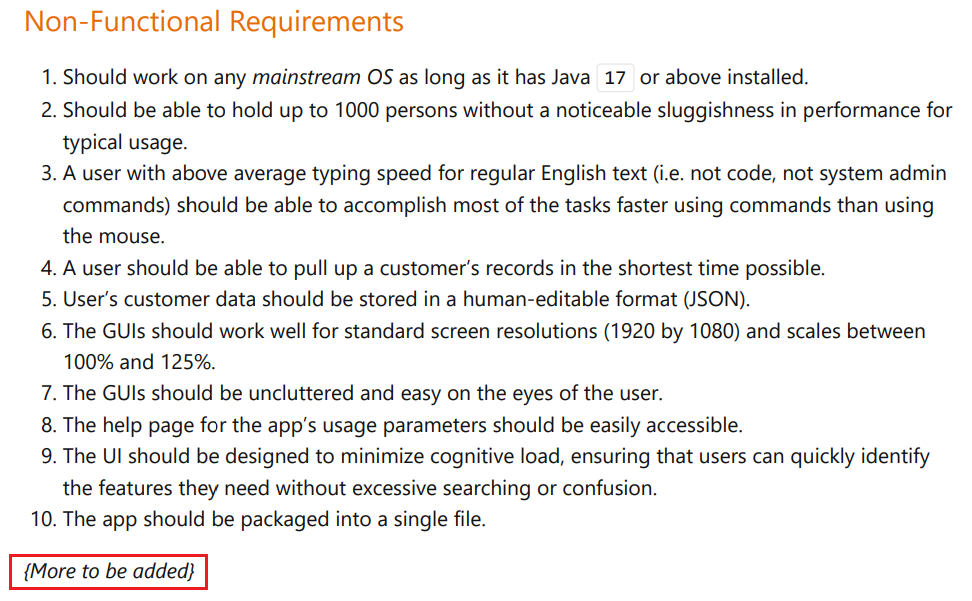 Non-Functional Requirements
1. Should work on any mainstream OS as long as it has Java 17 or above installed.
2. Should be able to hold up to 1000 persons without a noticeable sluggishness in performance for
typical usage.
3. A user with above average typing speed for regular English text (i.e. not code, not system admin
commands) should be able to accomplish most of the tasks faster using commands than using
the mouse.
4. A user should be able to pull up a customer’s records in the shortest time possible.
5. User’s customer data should be stored in a human-editable format (JSON).
6. The GUIs should work well for standard screen resolutions (1920 by 1080) and scales between
100% and 125%.
7. The GUIs should be uncluttered and easy on the eyes of the user.
8. The help page for the app’s usage parameters should be easily accessible.
9. The UI should be designed to minimize cognitive load, ensuring that users can quickly identify
the features they need without excessive searching or confusion.
10. The app should be packaged into a single file.
{More to be added}